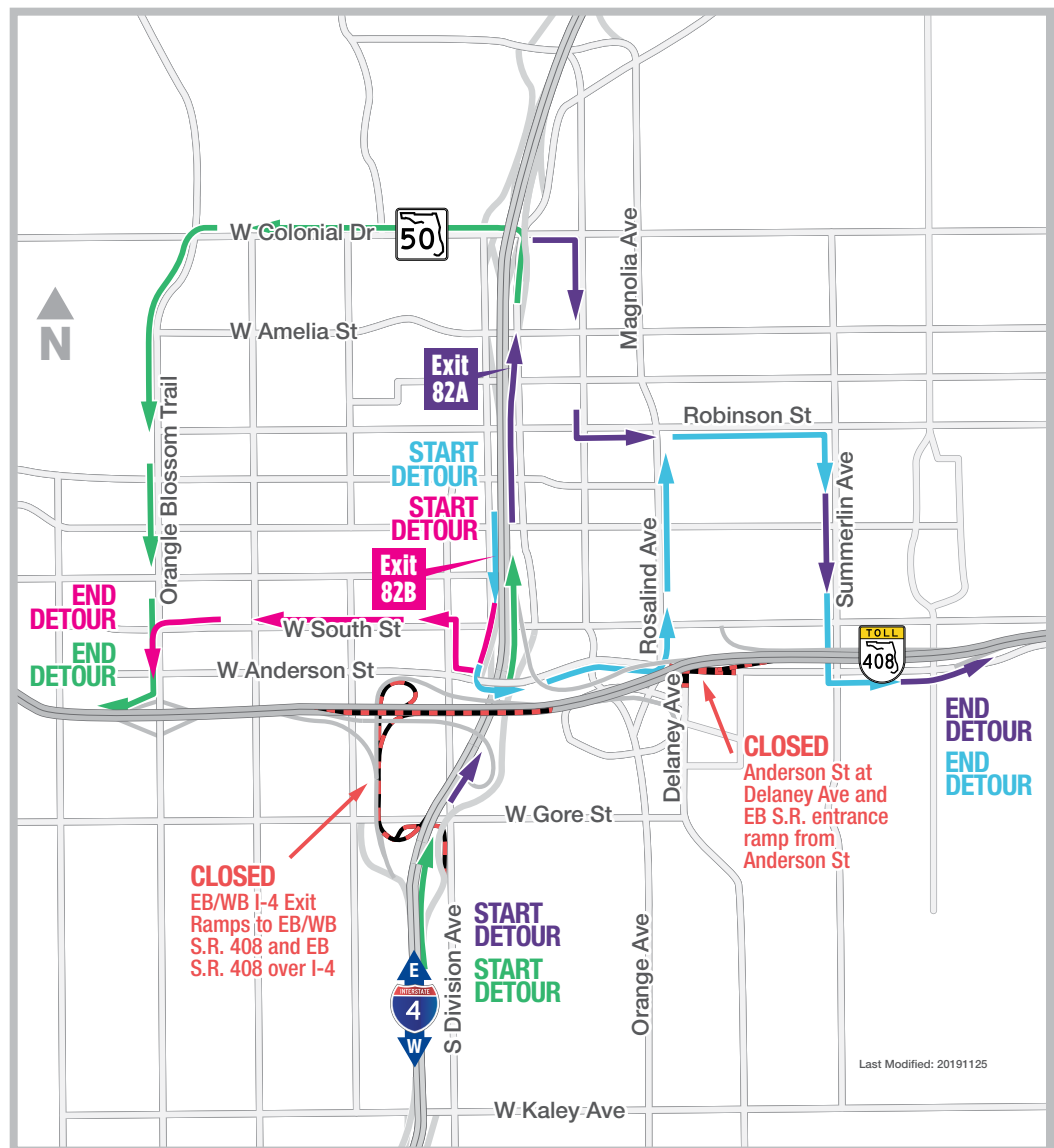 W Colonial Dr
50
Magnolia Ave
N
W Amelia St
Exit
82A
Orangle Blossom Trail
Robinson St
START
DETOUR
START
DETOUR
Summerlin Ave
Exit
82B
Rosalind Ave
END
DETOUR
END
DETOUR
W South St
W Anderson St
TOLL
408
Delaney Ave
END
DETOUR
END
DETOUR
CLOSED
Anderson St at
Delaney Ave and
EB S.R. entrance
ramp from
Anderson St
W Gore St
CLOSED
EB/WB I-4 Exit
Ramps to EB/WB
S.R. 408 and EB
S.R. 408 over I-4
START
DETOUR
START
DETOUR
E
INTERSTATE
4
W
S Division Ave
Orange Ave
Last Modified: 20191125
W Kaley Ave